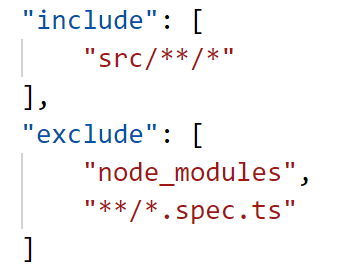 "include": [
"src/**/*"
],
"exclude": [
"node_modules",
"**/*.spec.ts"
]